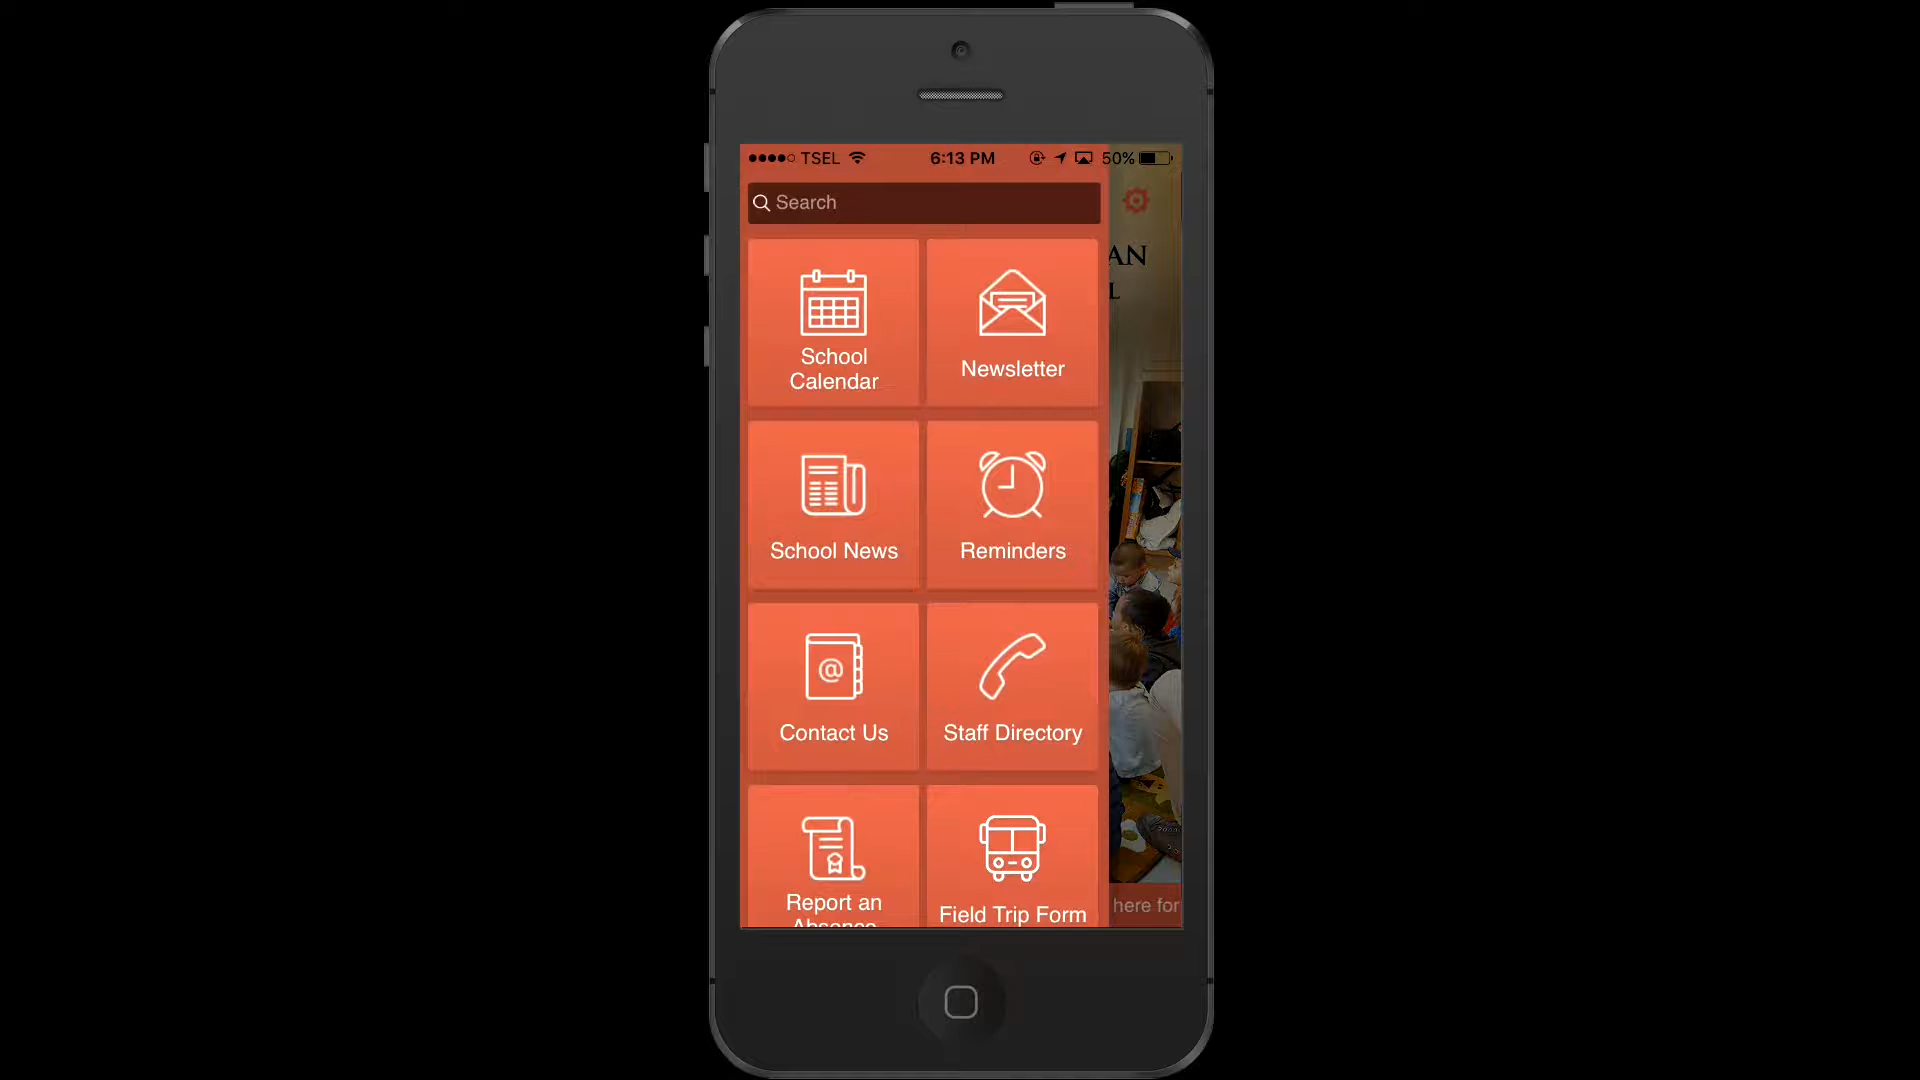 TSEL 6:13 PM 50%
Search
AN
L
School
Calendar
Newsletter
School News
Reminders
@
Contact Us
Staff Directory
Report an
Absence
Field Trip Form
here for